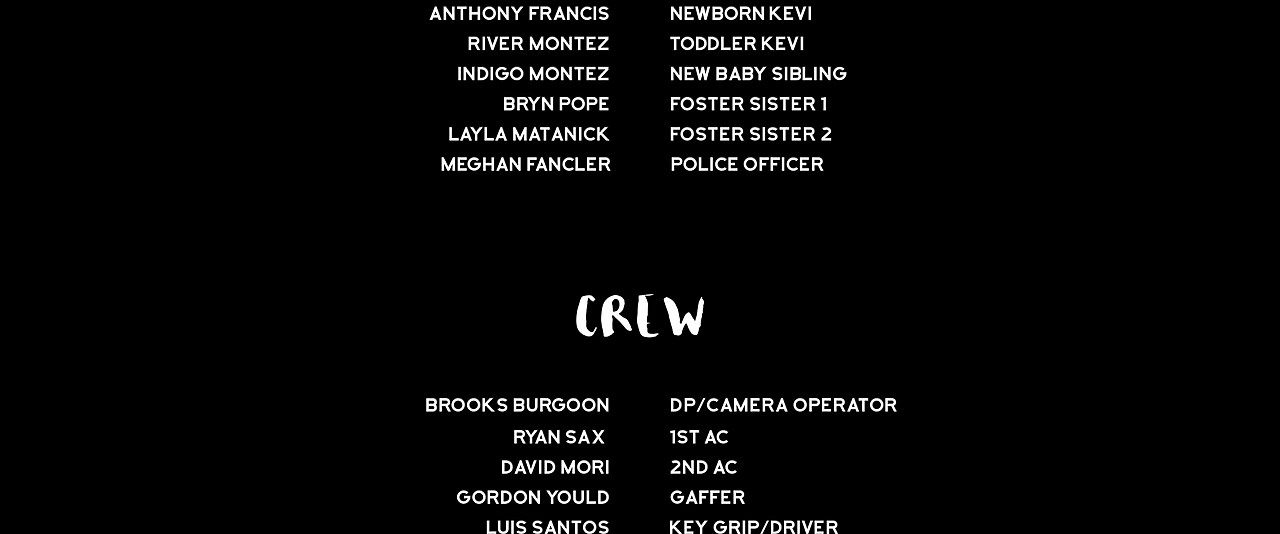 ANTHONY FRANCIS NEWBORN KEVI
RIVER MONTEZ TODDLER KEVI
INDIGO MONTEZ NEW BABY SIBLING
BRYN POPE FOSTER SISTER 1
LAYLA MATANICK FOSTER SISTER 2
MEGHAN FANCLER POLICE OFFICER
CREW
BROOKS BURGOON DP/CAMERA OPERATOR
RYAN SAX 1ST AC
DAVID MORI 2ND AC
GORDON YOULD GAFFER
LUIS SANTOS KEY GRIP/DRIVER